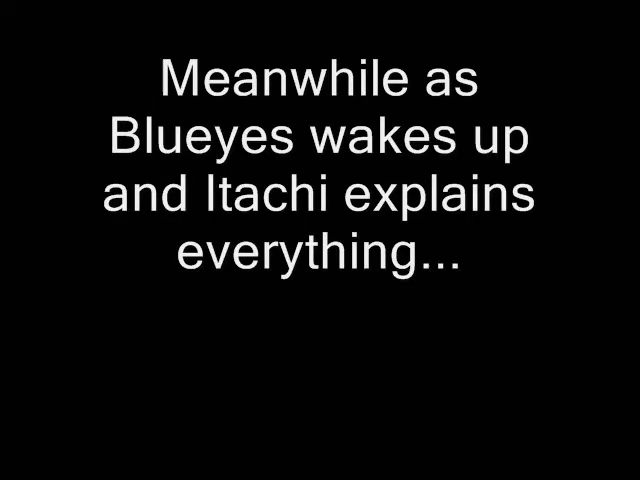 Meanwhile as
Blueyes wakes up
and Itachi explains
everything...